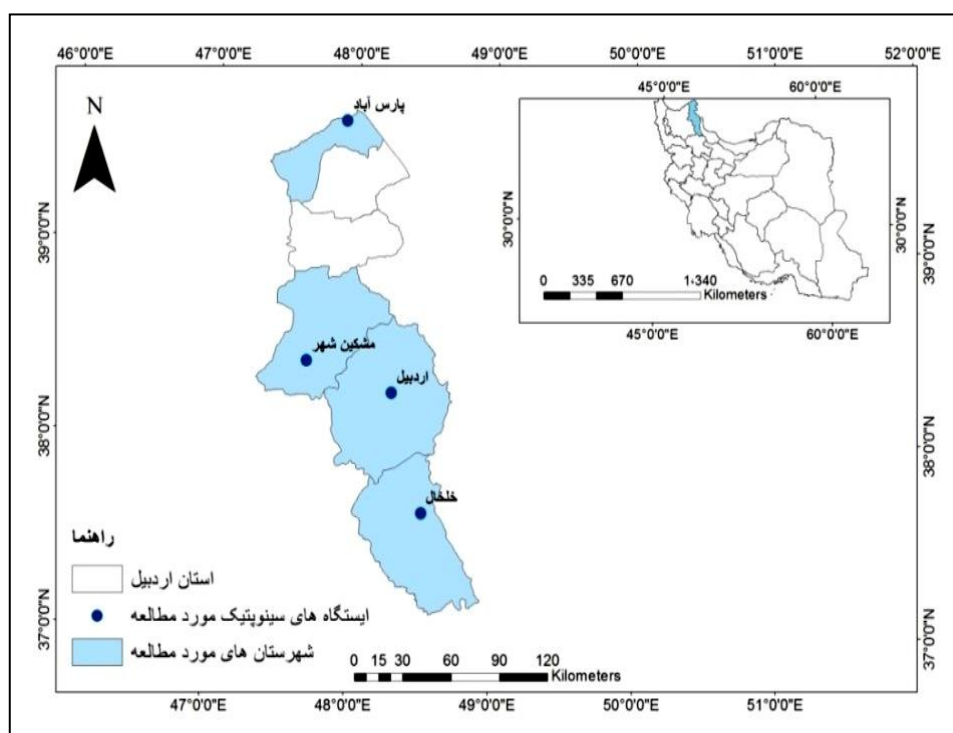 46°0'0"E 47°0'0"E 48°0'0"E 49°0'0"E 50°0'0"E 51°0'0"E 52°0'0"E
N
پارس آباد
45°0'0"E 60°0'0"E
30°0'0"N
30°0'0"N
0 335 670 1،340
Kilometers
45°0'0"E 60°0'0"E
39°0'0"N
39°0'0"N
مشکین شهر
اردبیل
38°0'0"N
38°0'0"N
خلخال
راهنما
استان اردبیل
ایستگاه های سینوپتیک مورد مطالعه
شهرستان های مورد مطالعه
37°0'0"N
37°0'0"N
0 15 30 60 90 120
Kilometers
47°0'0"E 48°0'0"E 49°0'0"E 50°0'0"E 51°0'0"E